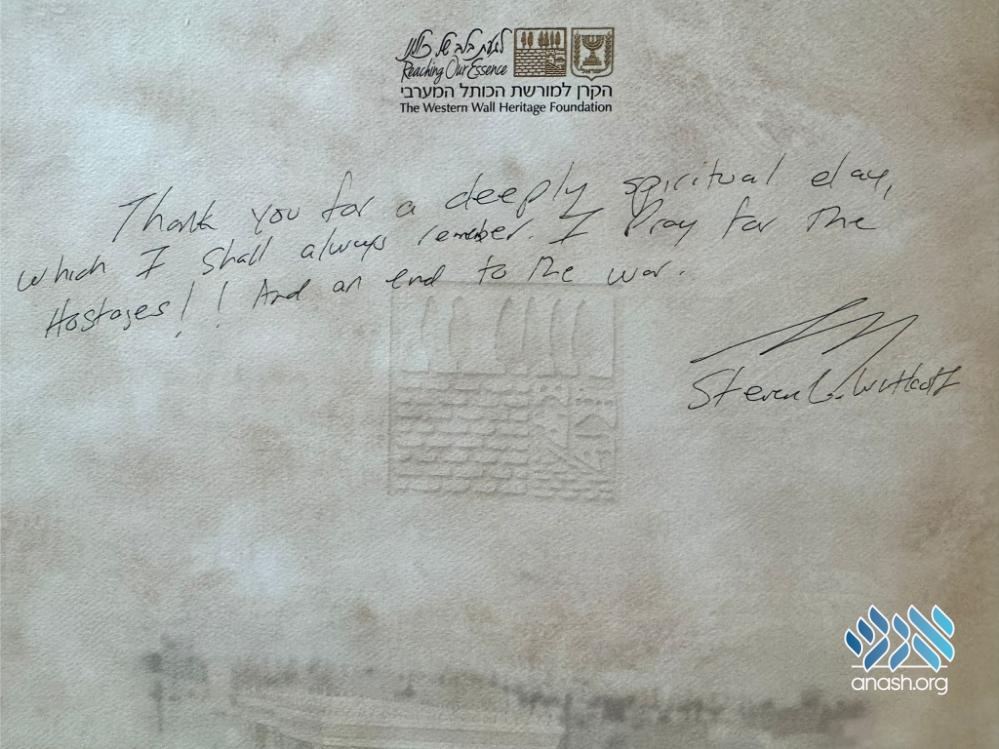 לגעת בלב של כולנו
Reaching Our Essence
הקרן למורשת הכותל המערבי
The Western Wall Heritage Foundation
Thank you for a deeply spiritual day,
which I shall always remember. I Pray for the
Hostages!! And an end to the war.
Steven
אנש
anash.org